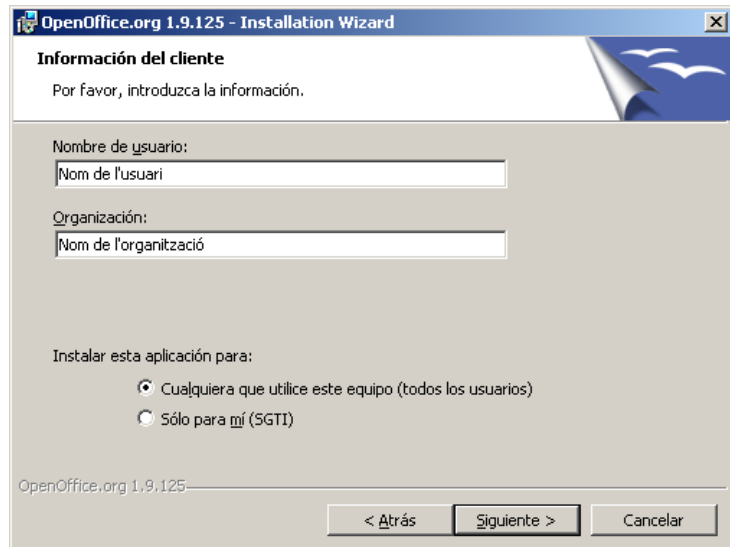 OpenOffice.org 1.9.125 - Installation Wizard
Información del cliente
Por favor, introduzca la información.
Nombre de usuario:
Nom de l'usuari
Organización:
Nom de l'organització
Instalar esta aplicación para:
Cualquiera que utilice este equipo (todos los usuarios)
Sólo para mí (SGTI)
OpenOffice.org 1.9.125
< Atrás Siguiente > Cancelar